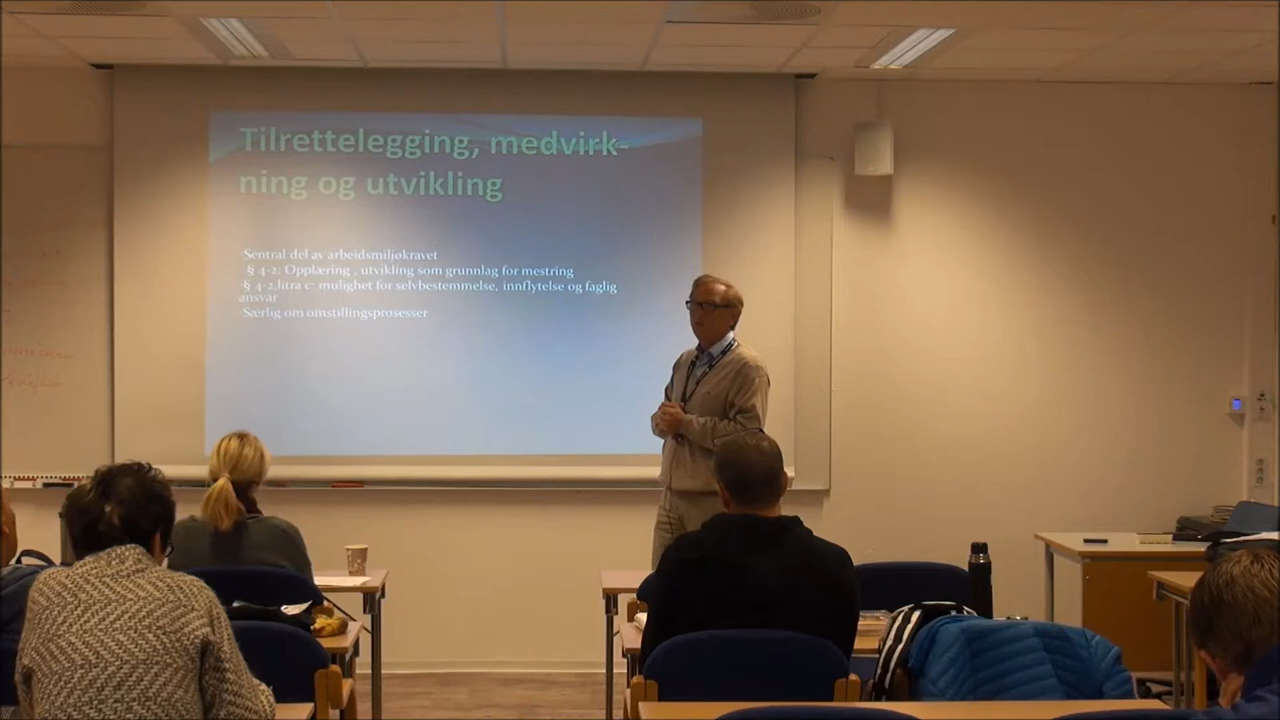 Tilrettelegging, medvirk-
ning og utvikling
Sentral del av arbeidsmiljøkravet
§ 4-2: Opplæring , utvikling som grunnlag for mestring
-§ 4-2,litra c: mulighet for selvbestemmelse, innflytelse og faglig
ansvar
Særlig om omstillingsprosesser